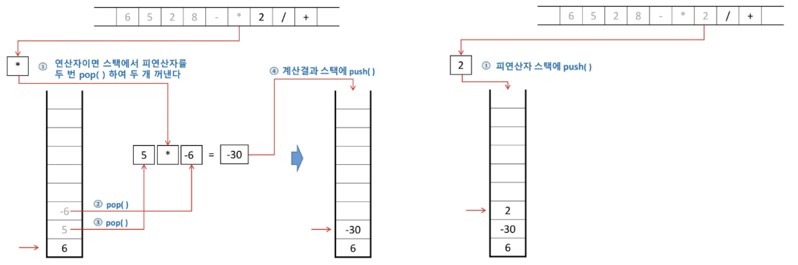 6 5 2 8 - * 2 / +
*
① 연산자이면 스택에서 피연산자를
두 번 pop( ) 하여 두 개 꺼낸다
④ 계산결과 스택에 push( )
5 * -6 = -30
-6
② pop( )
5
③ pop( )
6
-30
6
6 5 2 8 - * 2 / +
2
① 피연산자 스택에 push( )
2
-30
6